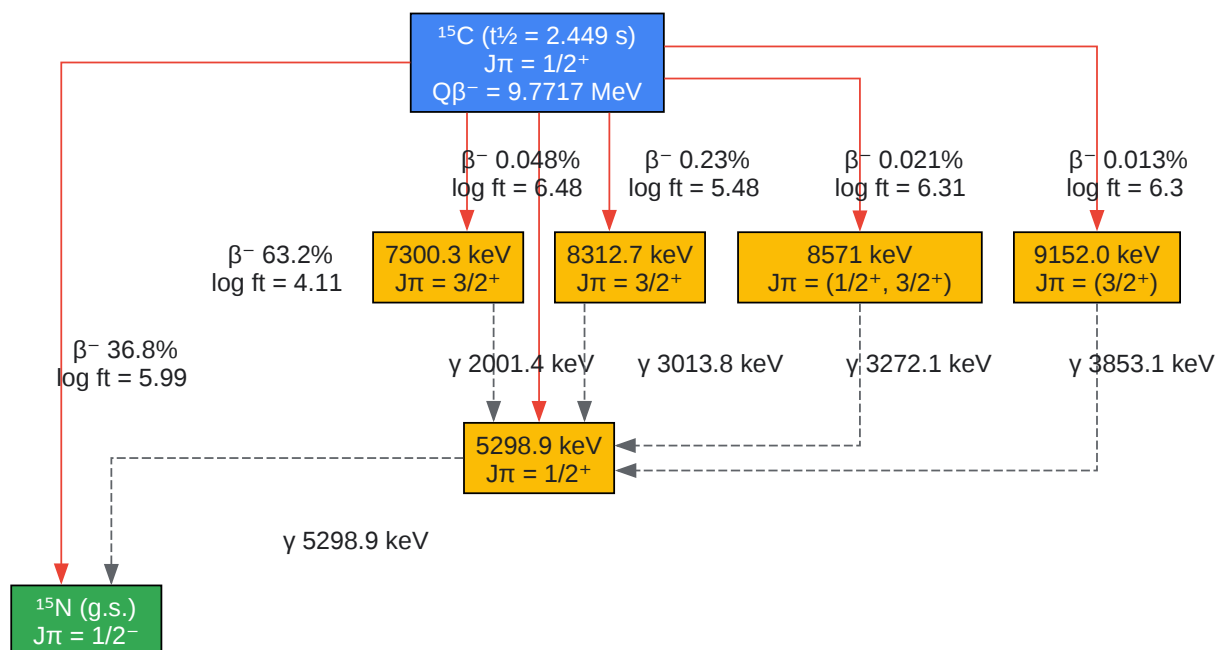 ¹⁵C (t½ = 2.449 s)
Jπ = 1/2⁺
Qβ⁻ = 9.7717 MeV
β⁻ 0.048%
log ft = 6.48
β⁻ 0.23%
log ft = 5.48
β⁻ 0.021%
log ft = 6.31
β⁻ 0.013%
log ft = 6.3
β⁻ 63.2%
log ft = 4.11
7300.3 keV
Jπ = 3/2⁺
8312.7 keV
Jπ = 3/2⁺
8571 keV
Jπ = (1/2⁺, 3/2⁺)
9152.0 keV
Jπ = (3/2⁺)
β⁻ 36.8%
log ft = 5.99
γ 2001.4 keV
γ 3013.8 keV
γ 3272.1 keV
γ 3853.1 keV
5298.9 keV
Jπ = 1/2⁺
γ 5298.9 keV
¹⁵N (g.s.)
Jπ = 1/2⁻